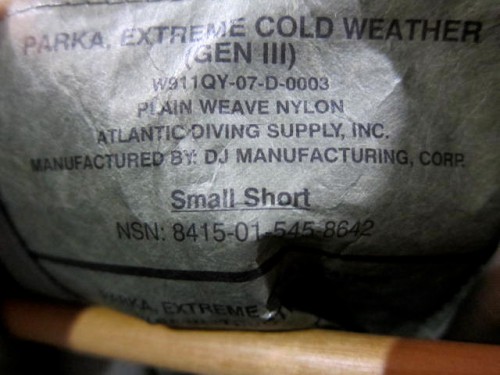 PARKA, EXTREME COLD WEATHER
(GEN III)
W911QY-07-D-0003
PLAIN WEAVE NYLON
ATLANTIC DIVING SUPPLY, INC.
MANUFACTURED BY: DJ MANUFACTURING, CORP.
Small Short
NSN: 8415-01-545-8642
PARKA, EXTREME